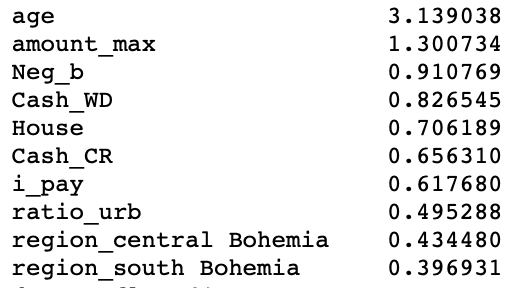 age 3.139038
amount_max 1.300734
Neg_b 0.910769
Cash_WD 0.826545
House 0.706189
Cash_CR 0.656310
i_pay 0.617680
ratio_urb 0.495288
region_central Bohemia 0.434480
region_south Bohemia 0.396931